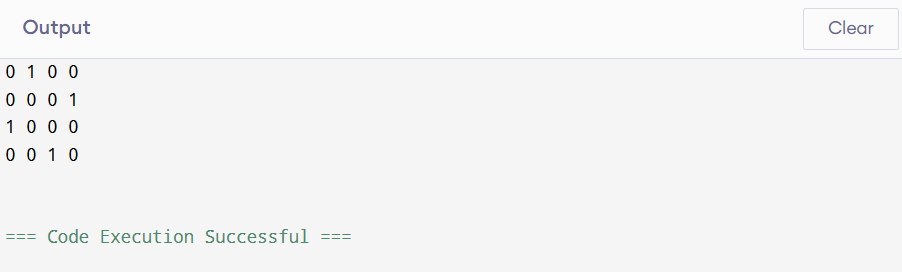 Output
Clear
0 1 0 0
0 0 0 1
1 0 0 0
0 0 1 0
=== Code Execution Successful ===